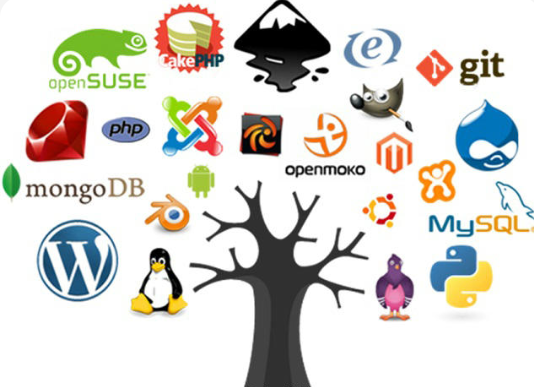 openSUSE
CakePHP
e
git
php
openmoko
mongoDB
MySQL
W